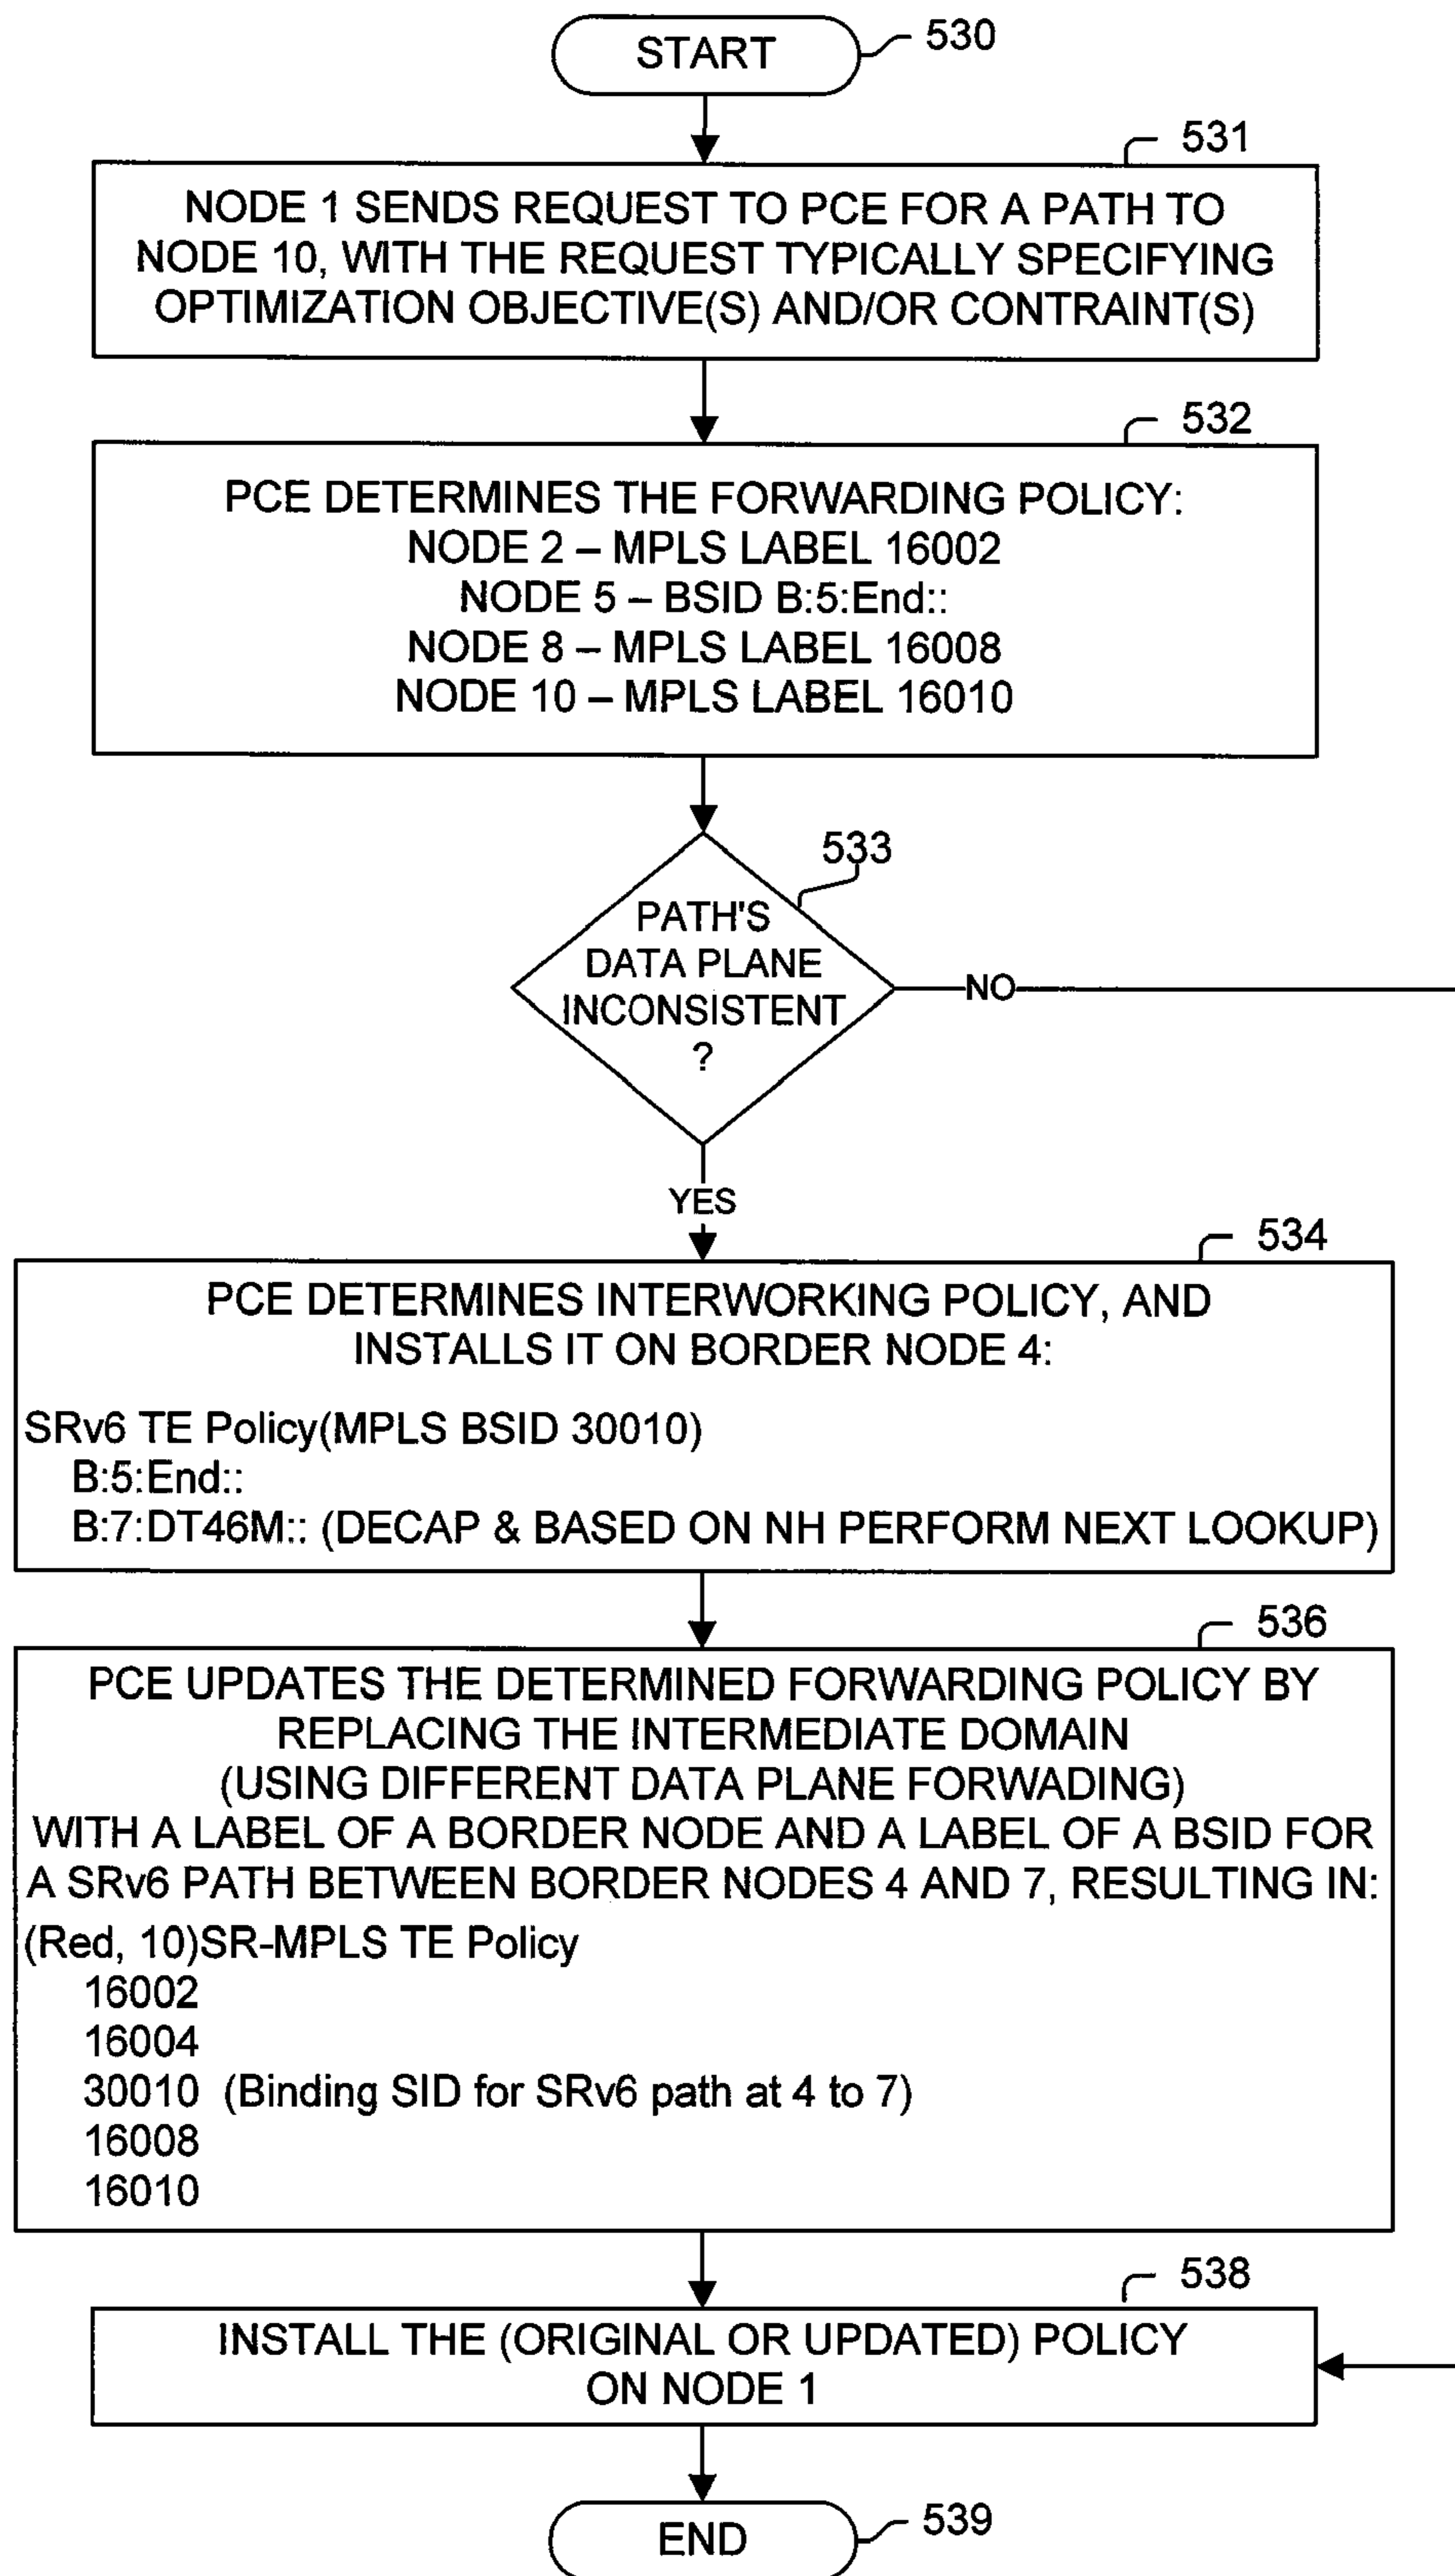 START
530
531
NODE 1 SENDS REQUEST TO PCE FOR A PATH TO
NODE 10, WITH THE REQUEST TYPICALLY SPECIFYING
OPTIMIZATION OBJECTIVE(S) AND/OR CONTRAINT(S)
532
PCE DETERMINES THE FORWARDING POLICY:
NODE 2 – MPLS LABEL 16002
NODE 5 – BSID B:5:End::
NODE 8 – MPLS LABEL 16008
NODE 10 – MPLS LABEL 16010
533
PATH'S
DATA PLANE
INCONSISTENT
?
NO
YES
534
PCE DETERMINES INTERWORKING POLICY, AND
INSTALLS IT ON BORDER NODE 4:
SRv6 TE Policy(MPLS BSID 30010)
B:5:End::
B:7:DT46M:: (DECAP & BASED ON NH PERFORM NEXT LOOKUP)
536
PCE UPDATES THE DETERMINED FORWARDING POLICY BY
REPLACING THE INTERMEDIATE DOMAIN
(USING DIFFERENT DATA PLANE FORWADING)
WITH A LABEL OF A BORDER NODE AND A LABEL OF A BSID FOR
A SRv6 PATH BETWEEN BORDER NODES 4 AND 7, RESULTING IN:
(Red, 10)SR-MPLS TE Policy
16002
16004
30010 (Binding SID for SRv6 path at 4 to 7)
16008
16010
538
INSTALL THE (ORIGINAL OR UPDATED) POLICY
ON NODE 1
END
539